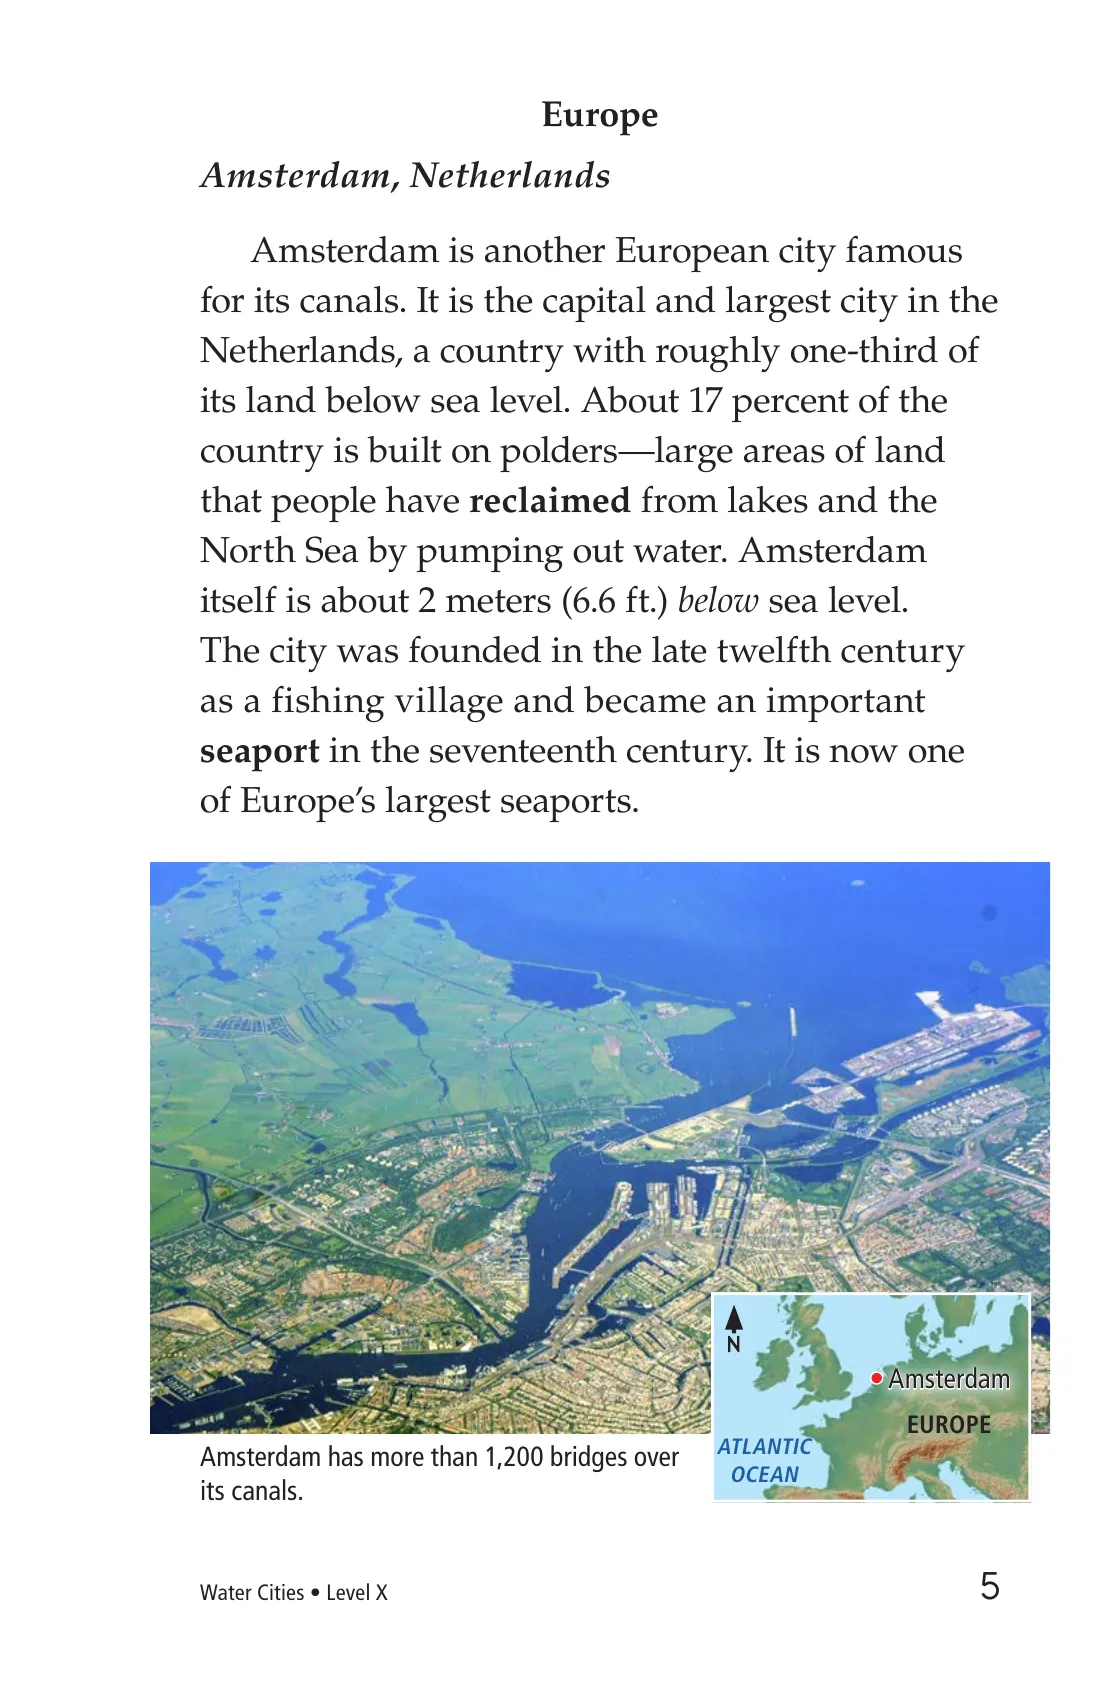 Europe
Amsterdam, Netherlands
Amsterdam is another European city famous
for its canals. It is the capital and largest city in the
Netherlands, a country with roughly one-third of
its land below sea level. About 17 percent of the
country is built on polders—large areas of land
that people have reclaimed from lakes and the
North Sea by pumping out water. Amsterdam
itself is about 2 meters (6.6 ft.) below sea level.
The city was founded in the late twelfth century
as a fishing village and became an important
seaport in the seventeenth century. It is now one
of Europe’s largest seaports.
N
Amsterdam
EUROPE
ATLANTIC
OCEAN
Amsterdam has more than 1,200 bridges over
its canals.
Water Cities • Level X
5